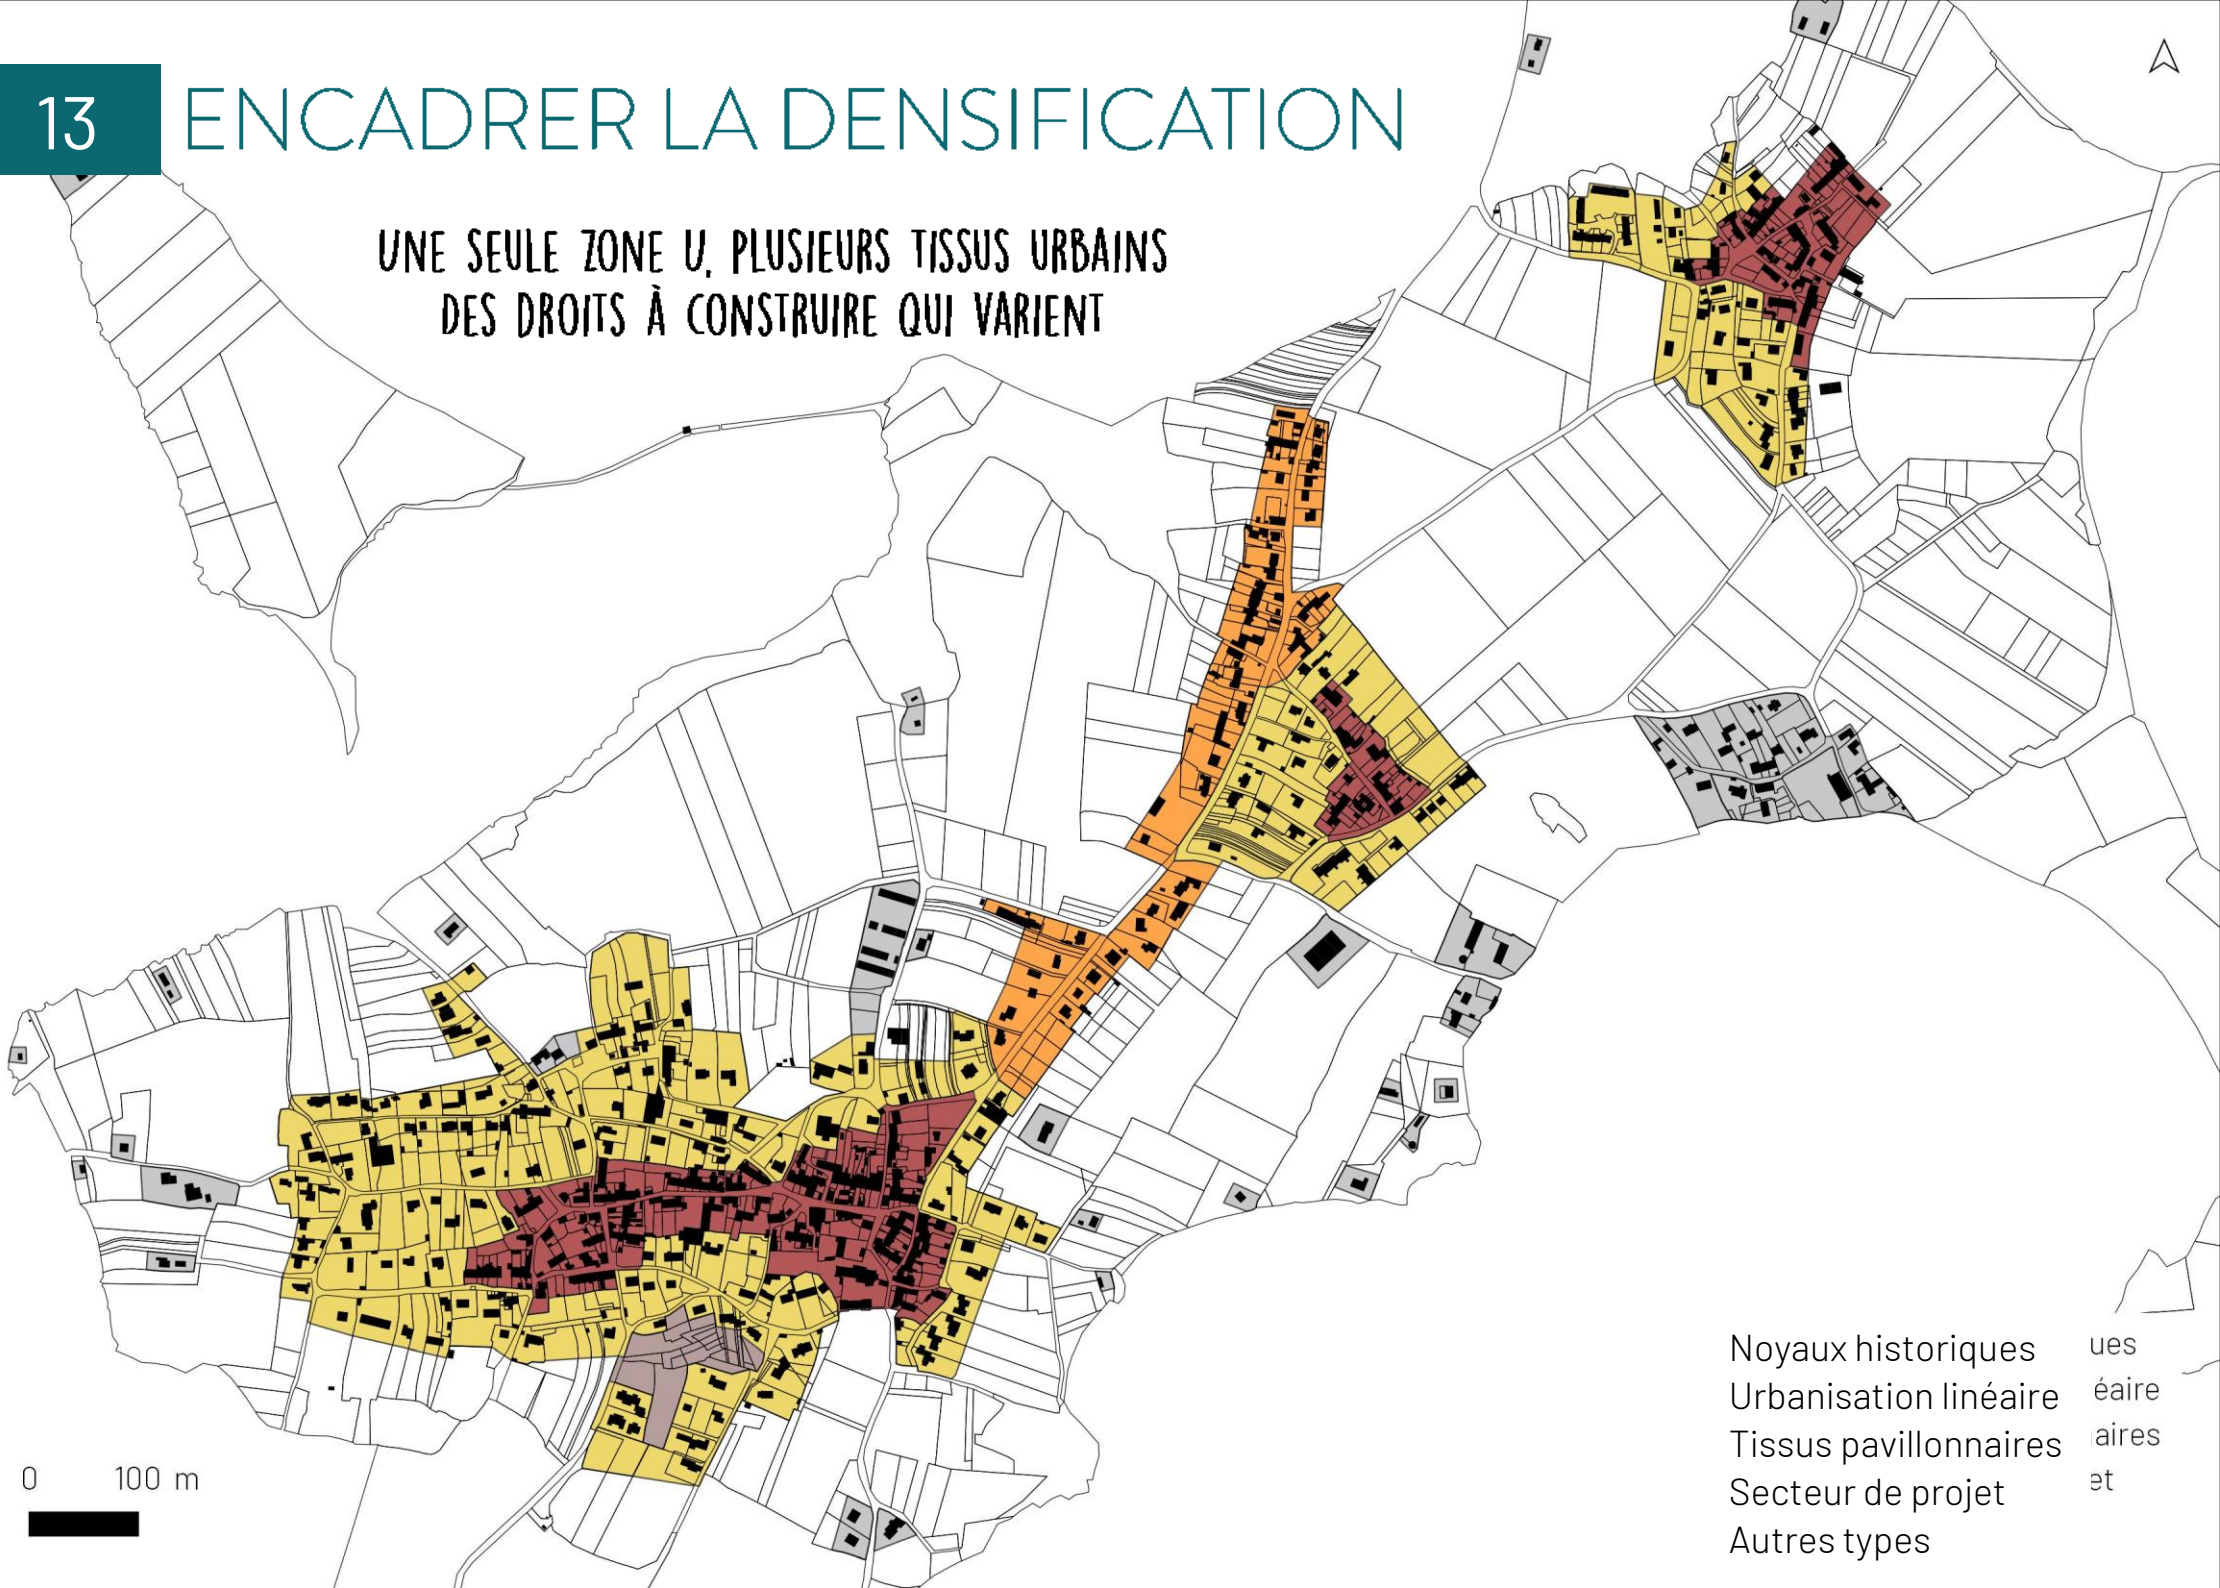 13 ENCADRER LA DENSIFICATION
UNE SEULE ZONE U, PLUSIEURS TISSUS URBAINS
DES DROITS À CONSTRUIRE QUI VARIENT
Noyaux historiques ues
Urbanisation linéaire éaire
Tissus pavillonnaires aires
Secteur de projet et
Autres types
0 100 m